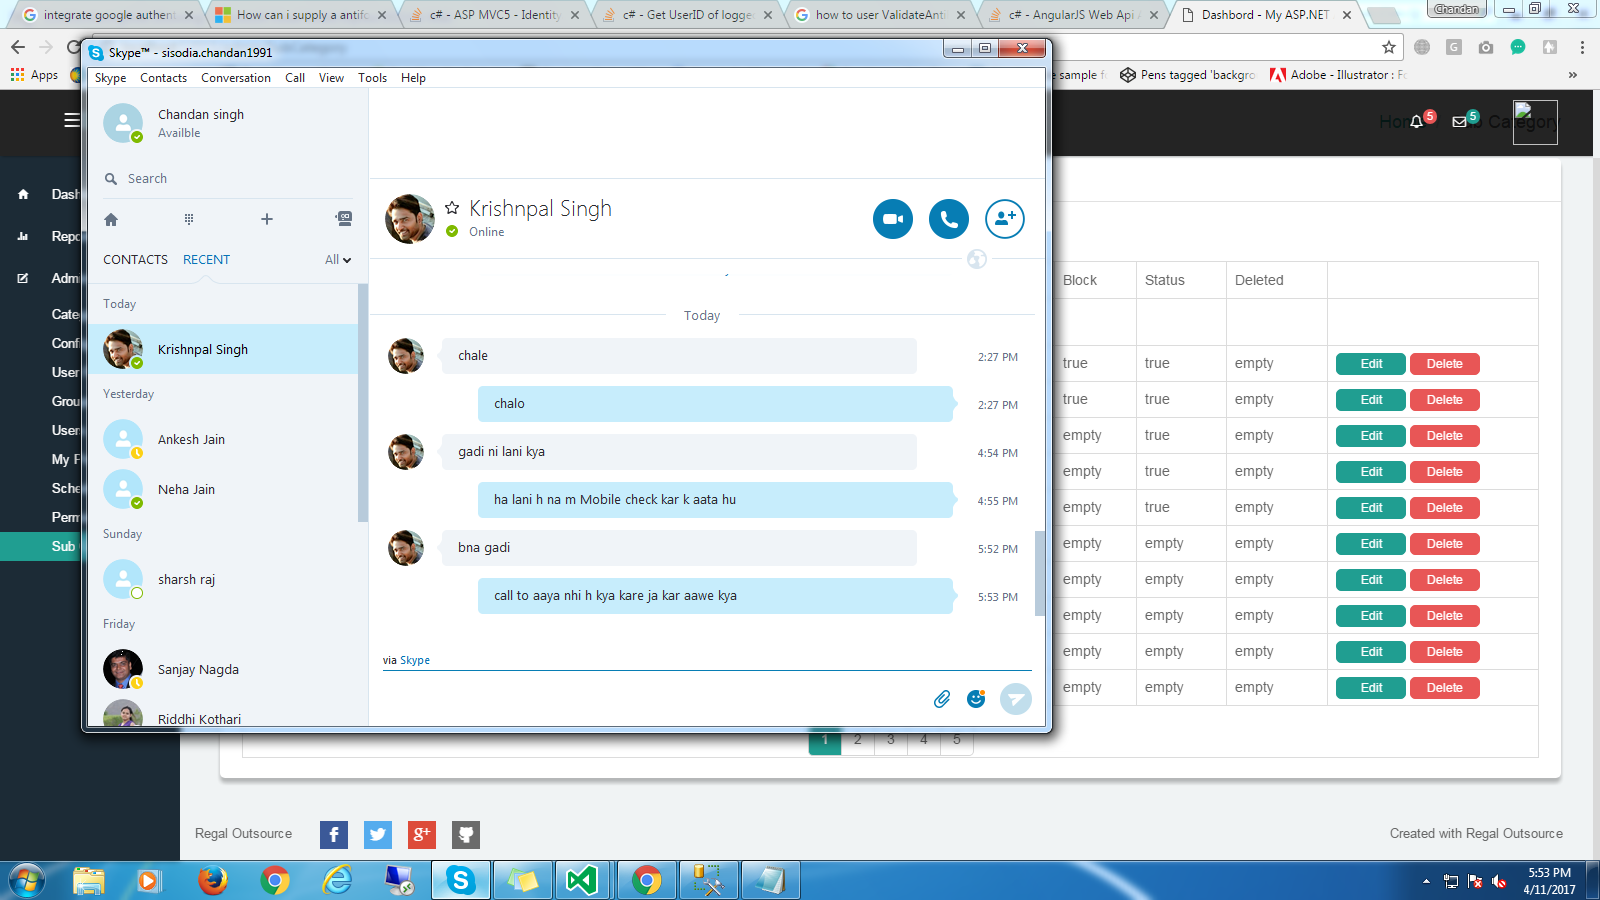 integrate google authent
How can i supply a antifo
c# - ASP MVC5 - Identity
c# - Get UserID of logge
how to user ValidateAnti
c# - AngularJS Web Api A
Dashbord - My ASP.NET
Chandan
Apps
e sample f
Pens tagged 'backgro
Adobe - Illustrator : F
Skype™ - sisodia.chandan1991
Skype Contacts Conversation Call View Tools Help
Chandan singh
Availble
Search
CONTACTS RECENT All
Today
Krishnpal Singh
Yesterday
Ankesh Jain
Neha Jain
Sunday
sharsh raj
Friday
Sanjay Nagda
Riddhi Kothari
Krishnpal Singh
Online
Today
chale 2:27 PM
chalo 2:27 PM
gadi ni lani kya 4:54 PM
ha lani h na m Mobile check kar k aata hu 4:55 PM
bna gadi 5:52 PM
call to aaya nhi h kya kare ja kar aawe kya 5:53 PM
via Skype
Dash
Repo
Admi
Cate
Confi
User
Grou
User
My P
Sche
Perm
Sub
5 5
Category
Block Status Deleted
true true empty Edit Delete
true true empty Edit Delete
empty true empty Edit Delete
empty true empty Edit Delete
empty true empty Edit Delete
empty empty empty Edit Delete
empty empty empty Edit Delete
empty empty empty Edit Delete
empty empty empty Edit Delete
empty empty empty Edit Delete
1 2 3 4 5
Regal Outsource
Created with Regal Outsource
5:53 PM
4/11/2017